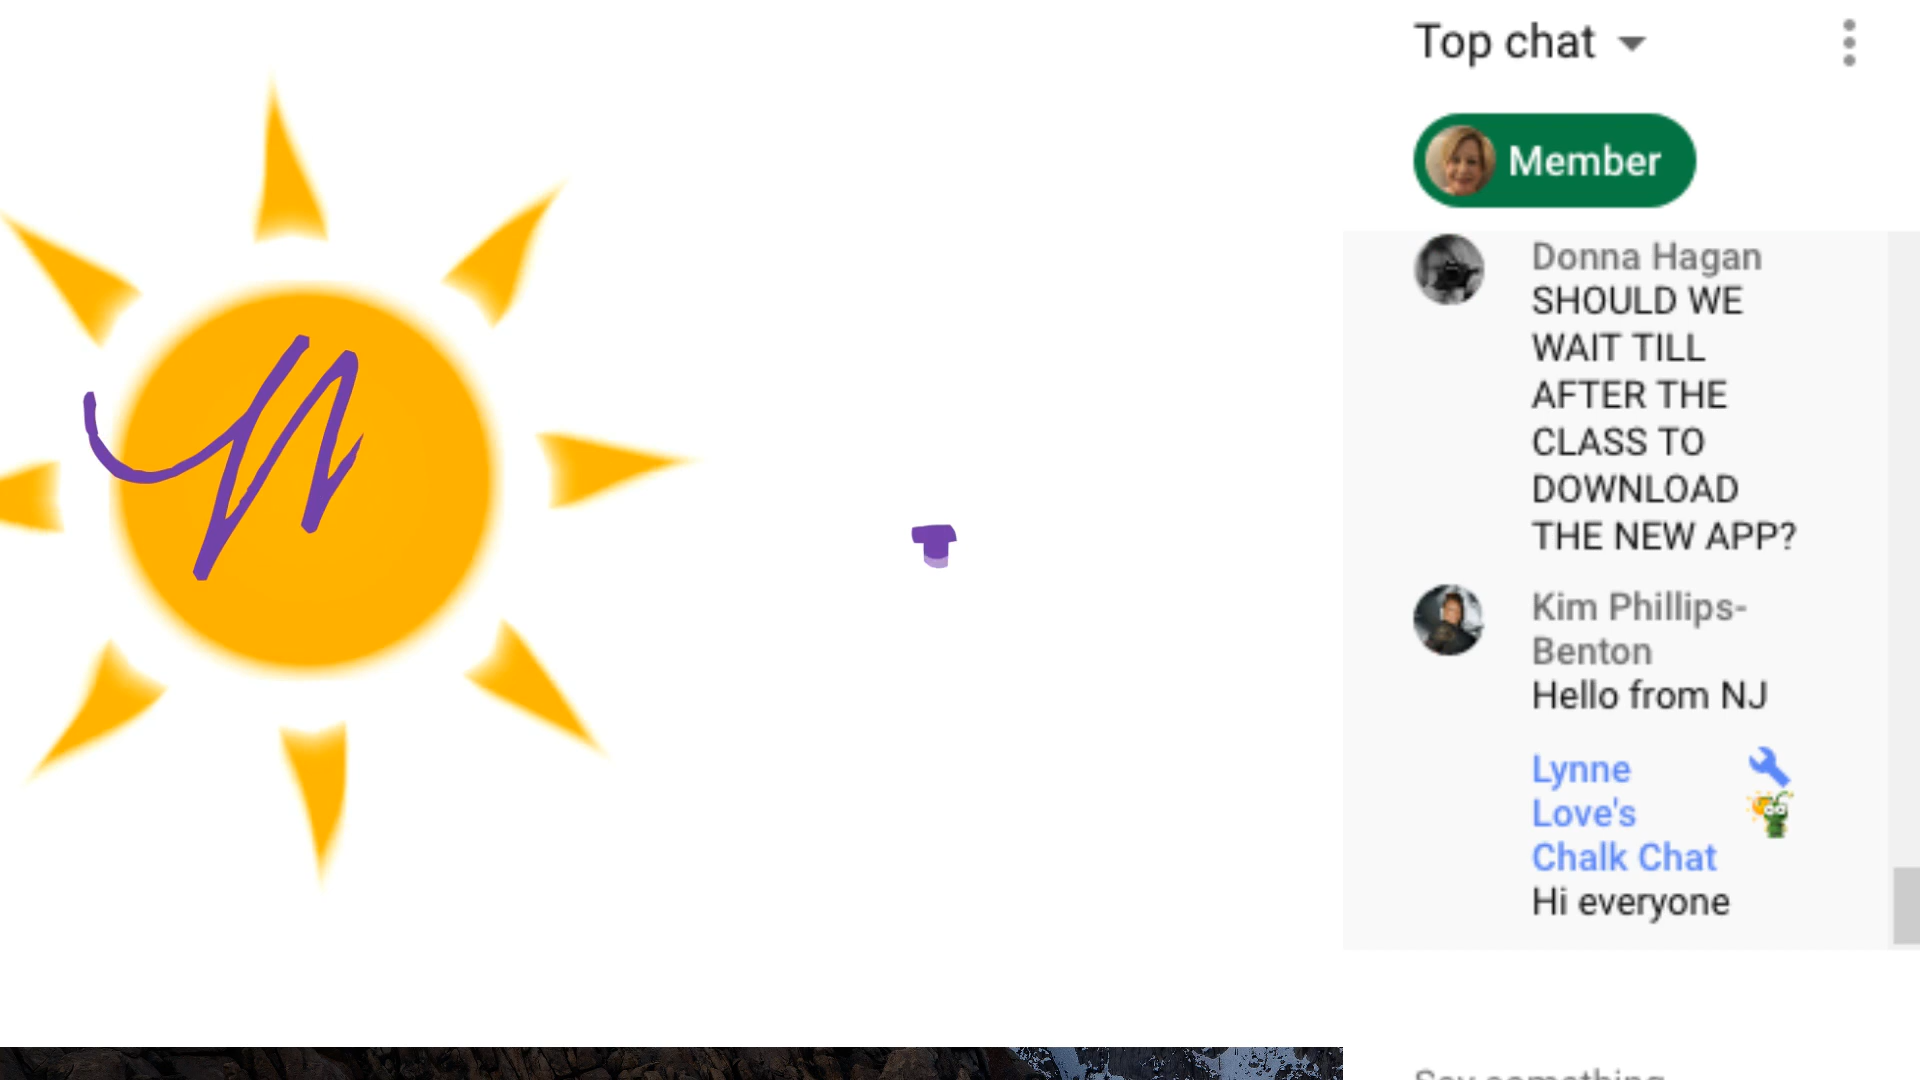 Top chat
Member
Donna Hagan
SHOULD WE
WAIT TILL
AFTER THE
CLASS TO
DOWNLOAD
THE NEW APP?
Kim Phillips-
Benton
Hello from NJ
Lynne
Love's
Chalk Chat
Hi everyone
Say something